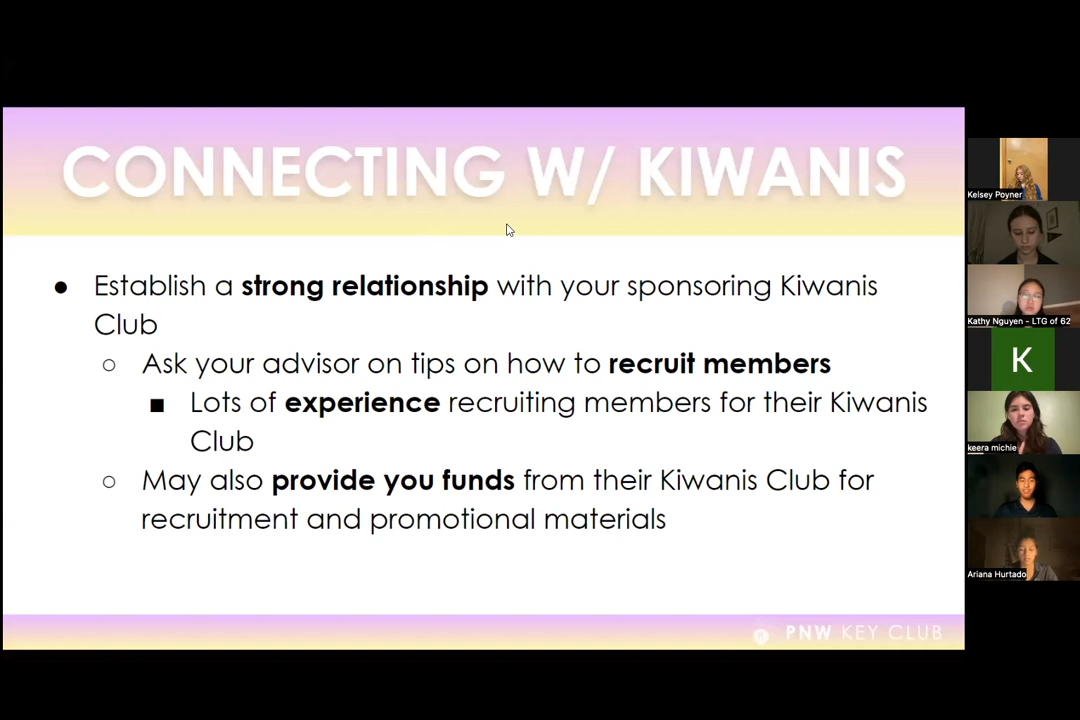 CONNECTING W/ KIWANIS
● Establish a strong relationship with your sponsoring Kiwanis
Club
○ Ask your advisor on tips on how to recruit members
■ Lots of experience recruiting members for their Kiwanis
Club
○ May also provide you funds from their Kiwanis Club for
recruitment and promotional materials
PNW KEY CLUB
Kelsey Poyner
Kathy Nguyen - LTG of 62
K
keera michie
Ariana Hurtado